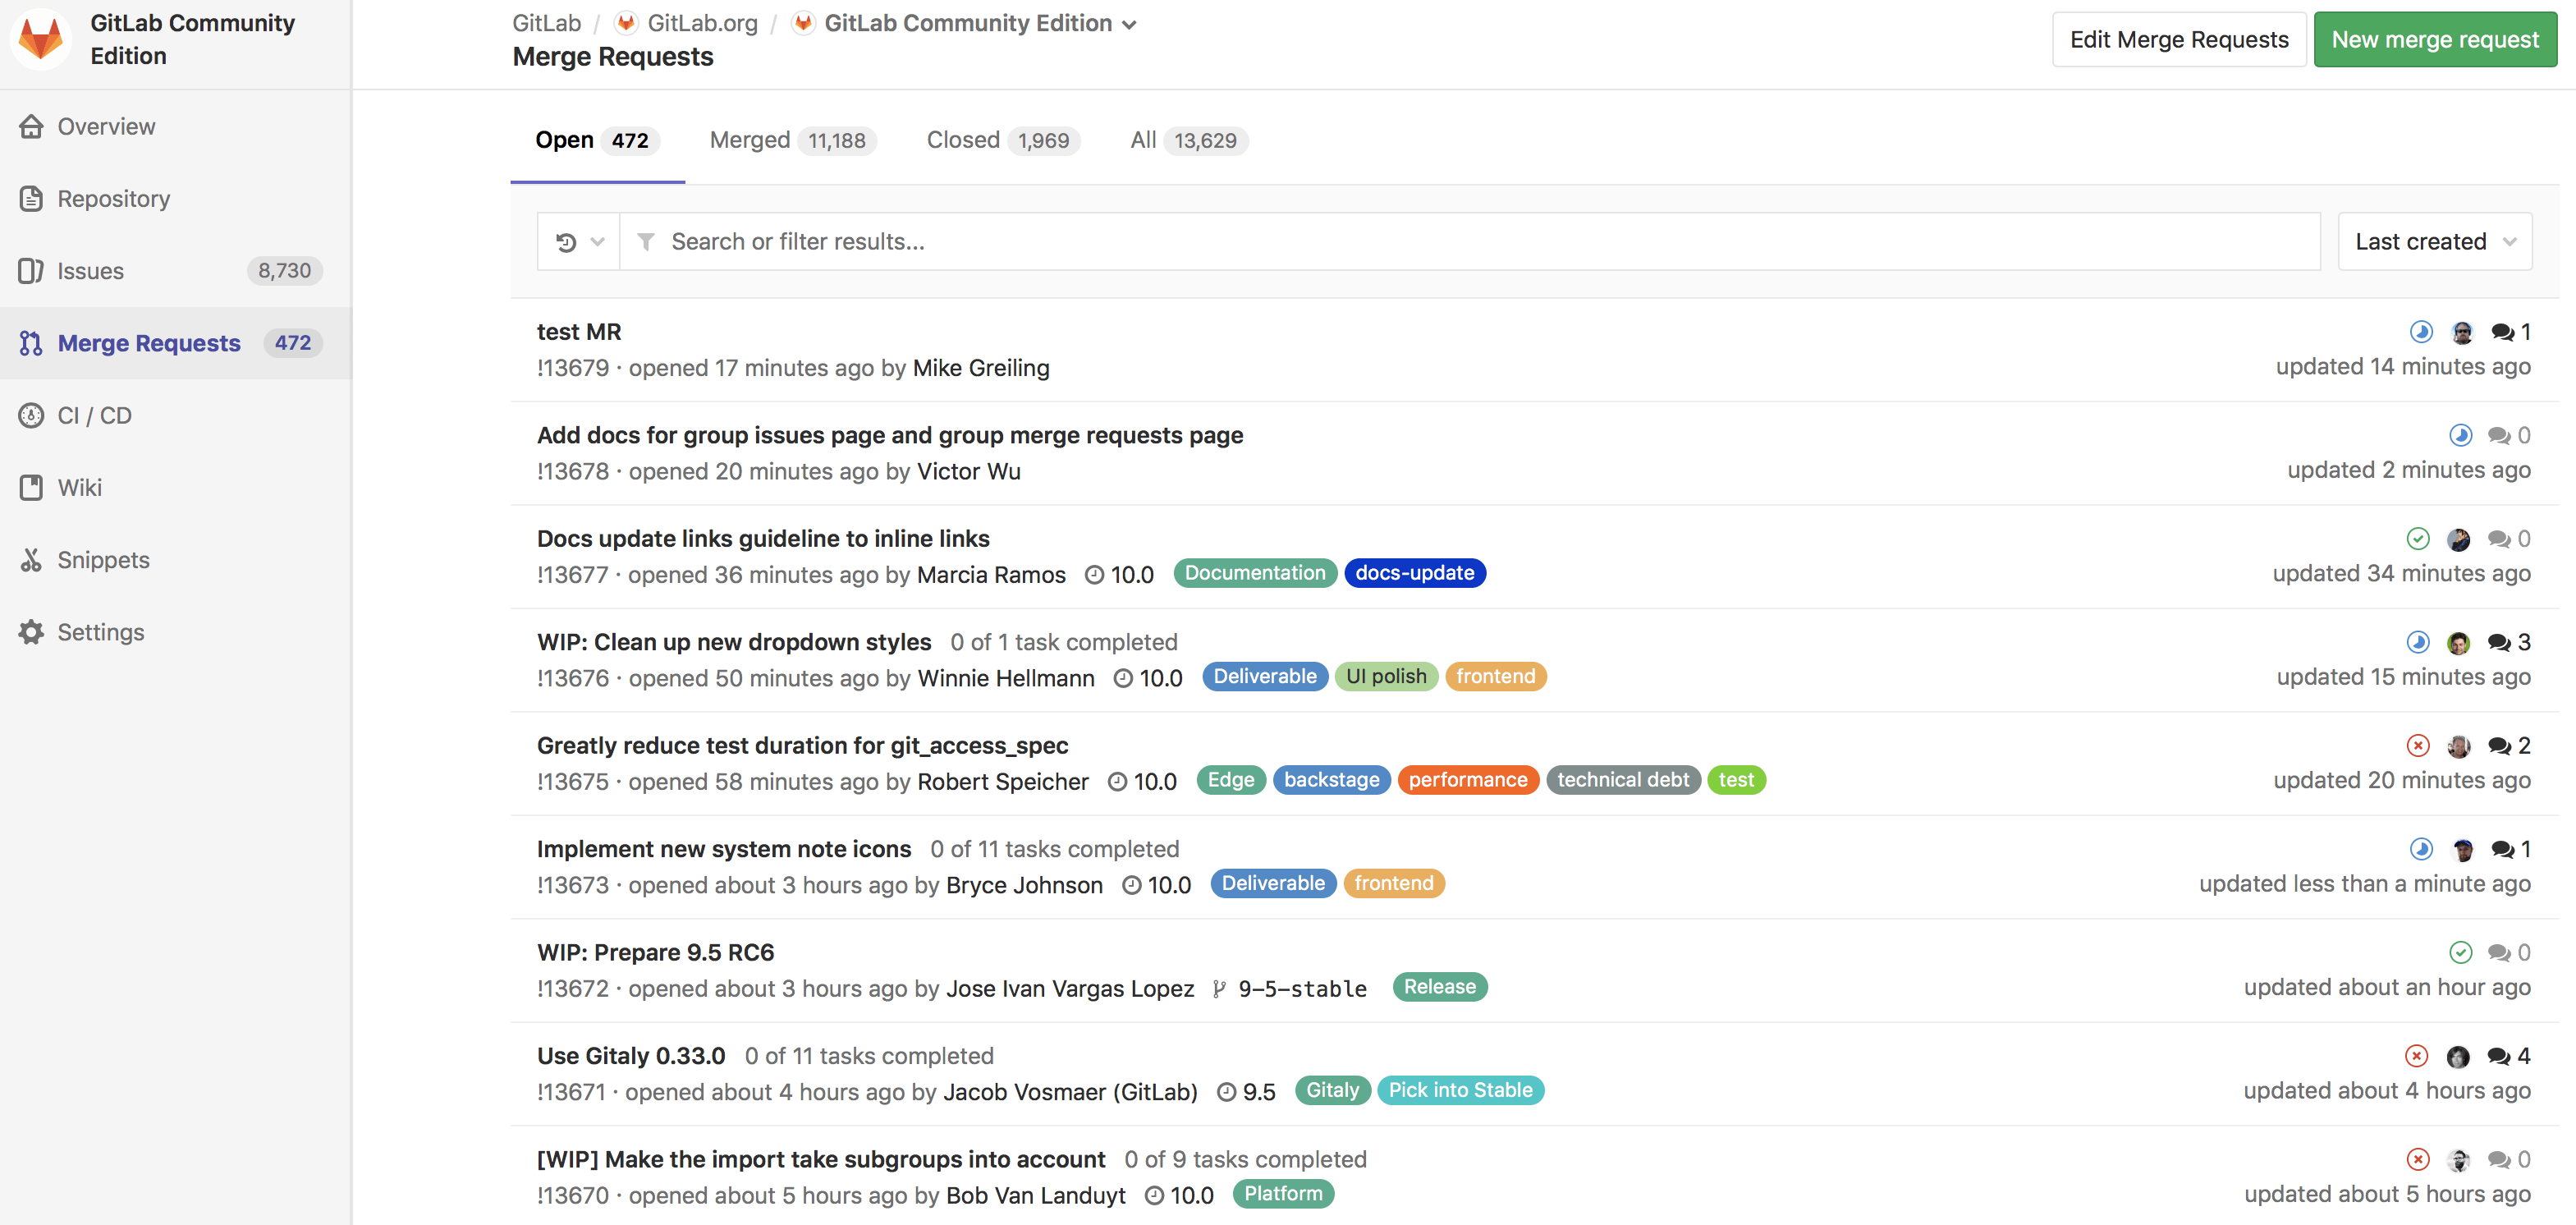 GitLab Community
Edition
Overview
Repository
Issues 8,730
Merge Requests 472
CI / CD
Wiki
Snippets
Settings
GitLab / GitLab.org / GitLab Community Edition
Merge Requests
Edit Merge Requests New merge request
Open 472 Merged 11,188 Closed 1,969 All 13,629
Search or filter results... Last created
test MR 1
!13679 · opened 17 minutes ago by Mike Greiling updated 14 minutes ago
Add docs for group issues page and group merge requests page 0
!13678 · opened 20 minutes ago by Victor Wu updated 2 minutes ago
Docs update links guideline to inline links 0
!13677 · opened 36 minutes ago by Marcia Ramos 10.0 Documentation docs-update updated 34 minutes ago
WIP: Clean up new dropdown styles 0 of 1 task completed 3
!13676 · opened 50 minutes ago by Winnie Hellmann 10.0 Deliverable UI polish frontend updated 15 minutes ago
Greatly reduce test duration for git_access_spec 2
!13675 · opened 58 minutes ago by Robert Speicher 10.0 Edge backstage performance technical debt test updated 20 minutes ago
Implement new system note icons 0 of 11 tasks completed 1
!13673 · opened about 3 hours ago by Bryce Johnson 10.0 Deliverable frontend updated less than a minute ago
WIP: Prepare 9.5 RC6 0
!13672 · opened about 3 hours ago by Jose Ivan Vargas Lopez 9-5-stable Release updated about an hour ago
Use Gitaly 0.33.0 0 of 11 tasks completed 4
!13671 · opened about 4 hours ago by Jacob Vosmaer (GitLab) 9.5 Gitaly Pick into Stable updated about 4 hours ago
[WIP] Make the import take subgroups into account 0 of 9 tasks completed 0
!13670 · opened about 5 hours ago by Bob Van Landuyt 10.0 Platform updated about 5 hours ago